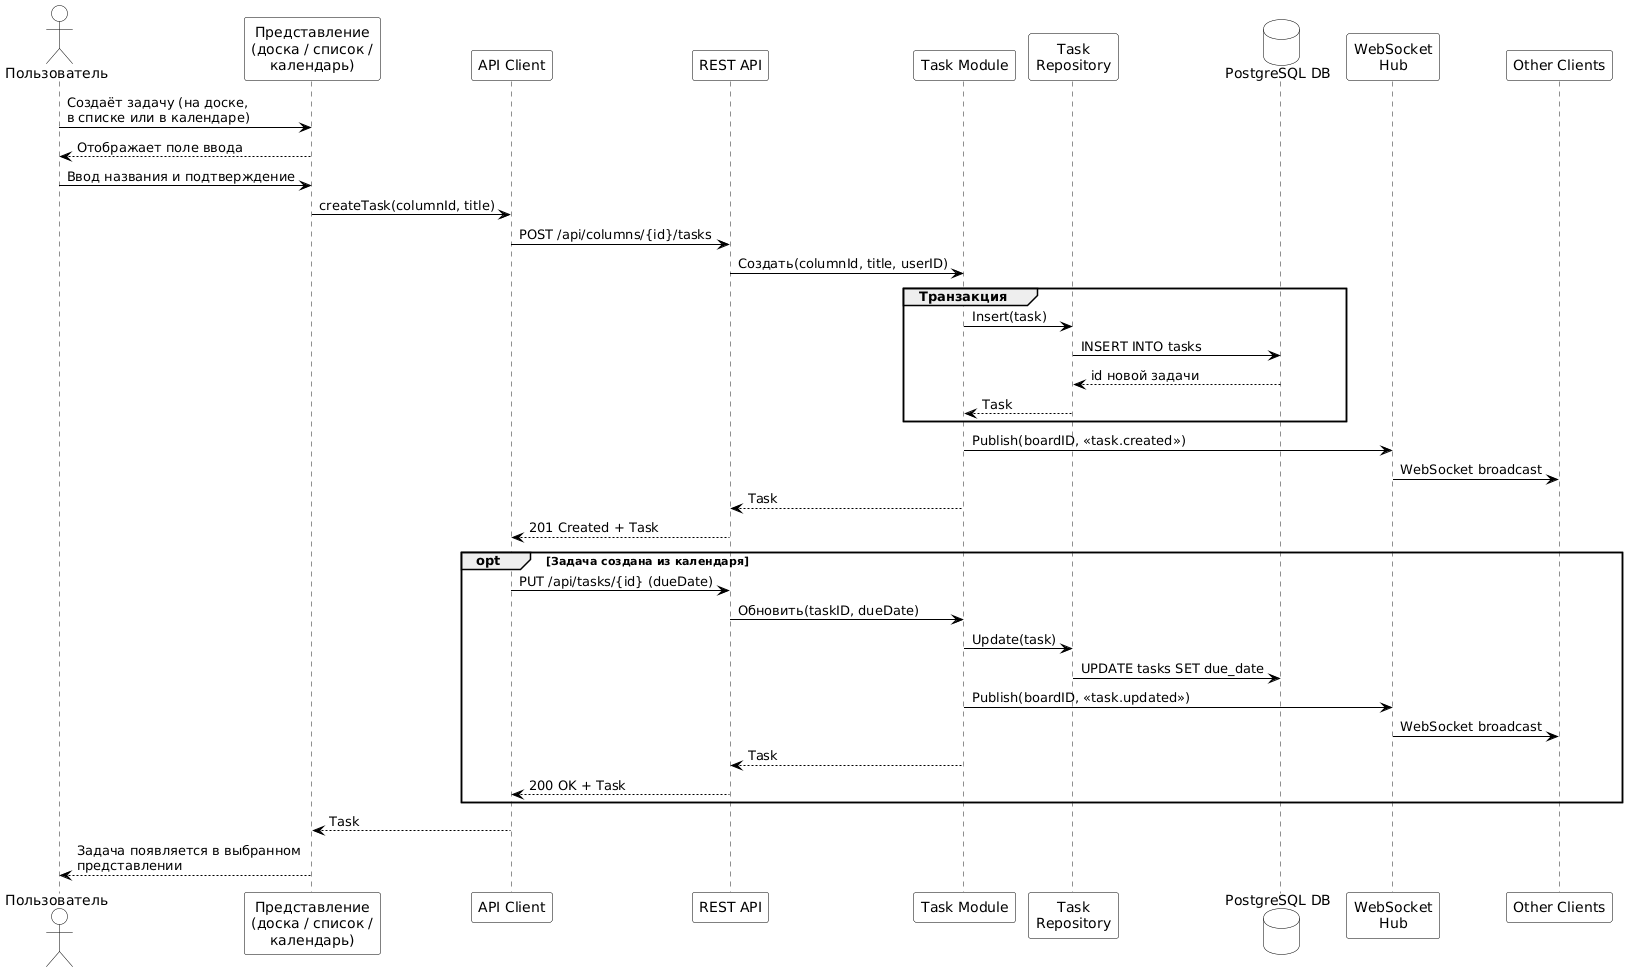 Пользователь
Представление
(доска / список /
календарь)
API Client
REST API
Task Module
Task
Repository
PostgreSQL DB
WebSocket
Hub
Other Clients
Создаёт задачу (на доске,
в списке или в календаре)
Отображает поле ввода
Ввод названия и подтверждение
createTask(columnId, title)
POST /api/columns/{id}/tasks
Создать(columnId, title, userID)
Транзакция
Insert(task)
INSERT INTO tasks
id новой задачи
Task
Publish(boardID, «task.created»)
WebSocket broadcast
Task
201 Created + Task
opt [Задача создана из календаря]
PUT /api/tasks/{id} (dueDate)
Обновить(taskID, dueDate)
Update(task)
UPDATE tasks SET due_date
Publish(boardID, «task.updated»)
WebSocket broadcast
Task
200 OK + Task
Task
Задача появляется в выбранном
представлении
Пользователь
Представление
(доска / список /
календарь)
API Client
REST API
Task Module
Task
Repository
PostgreSQL DB
WebSocket
Hub
Other Clients